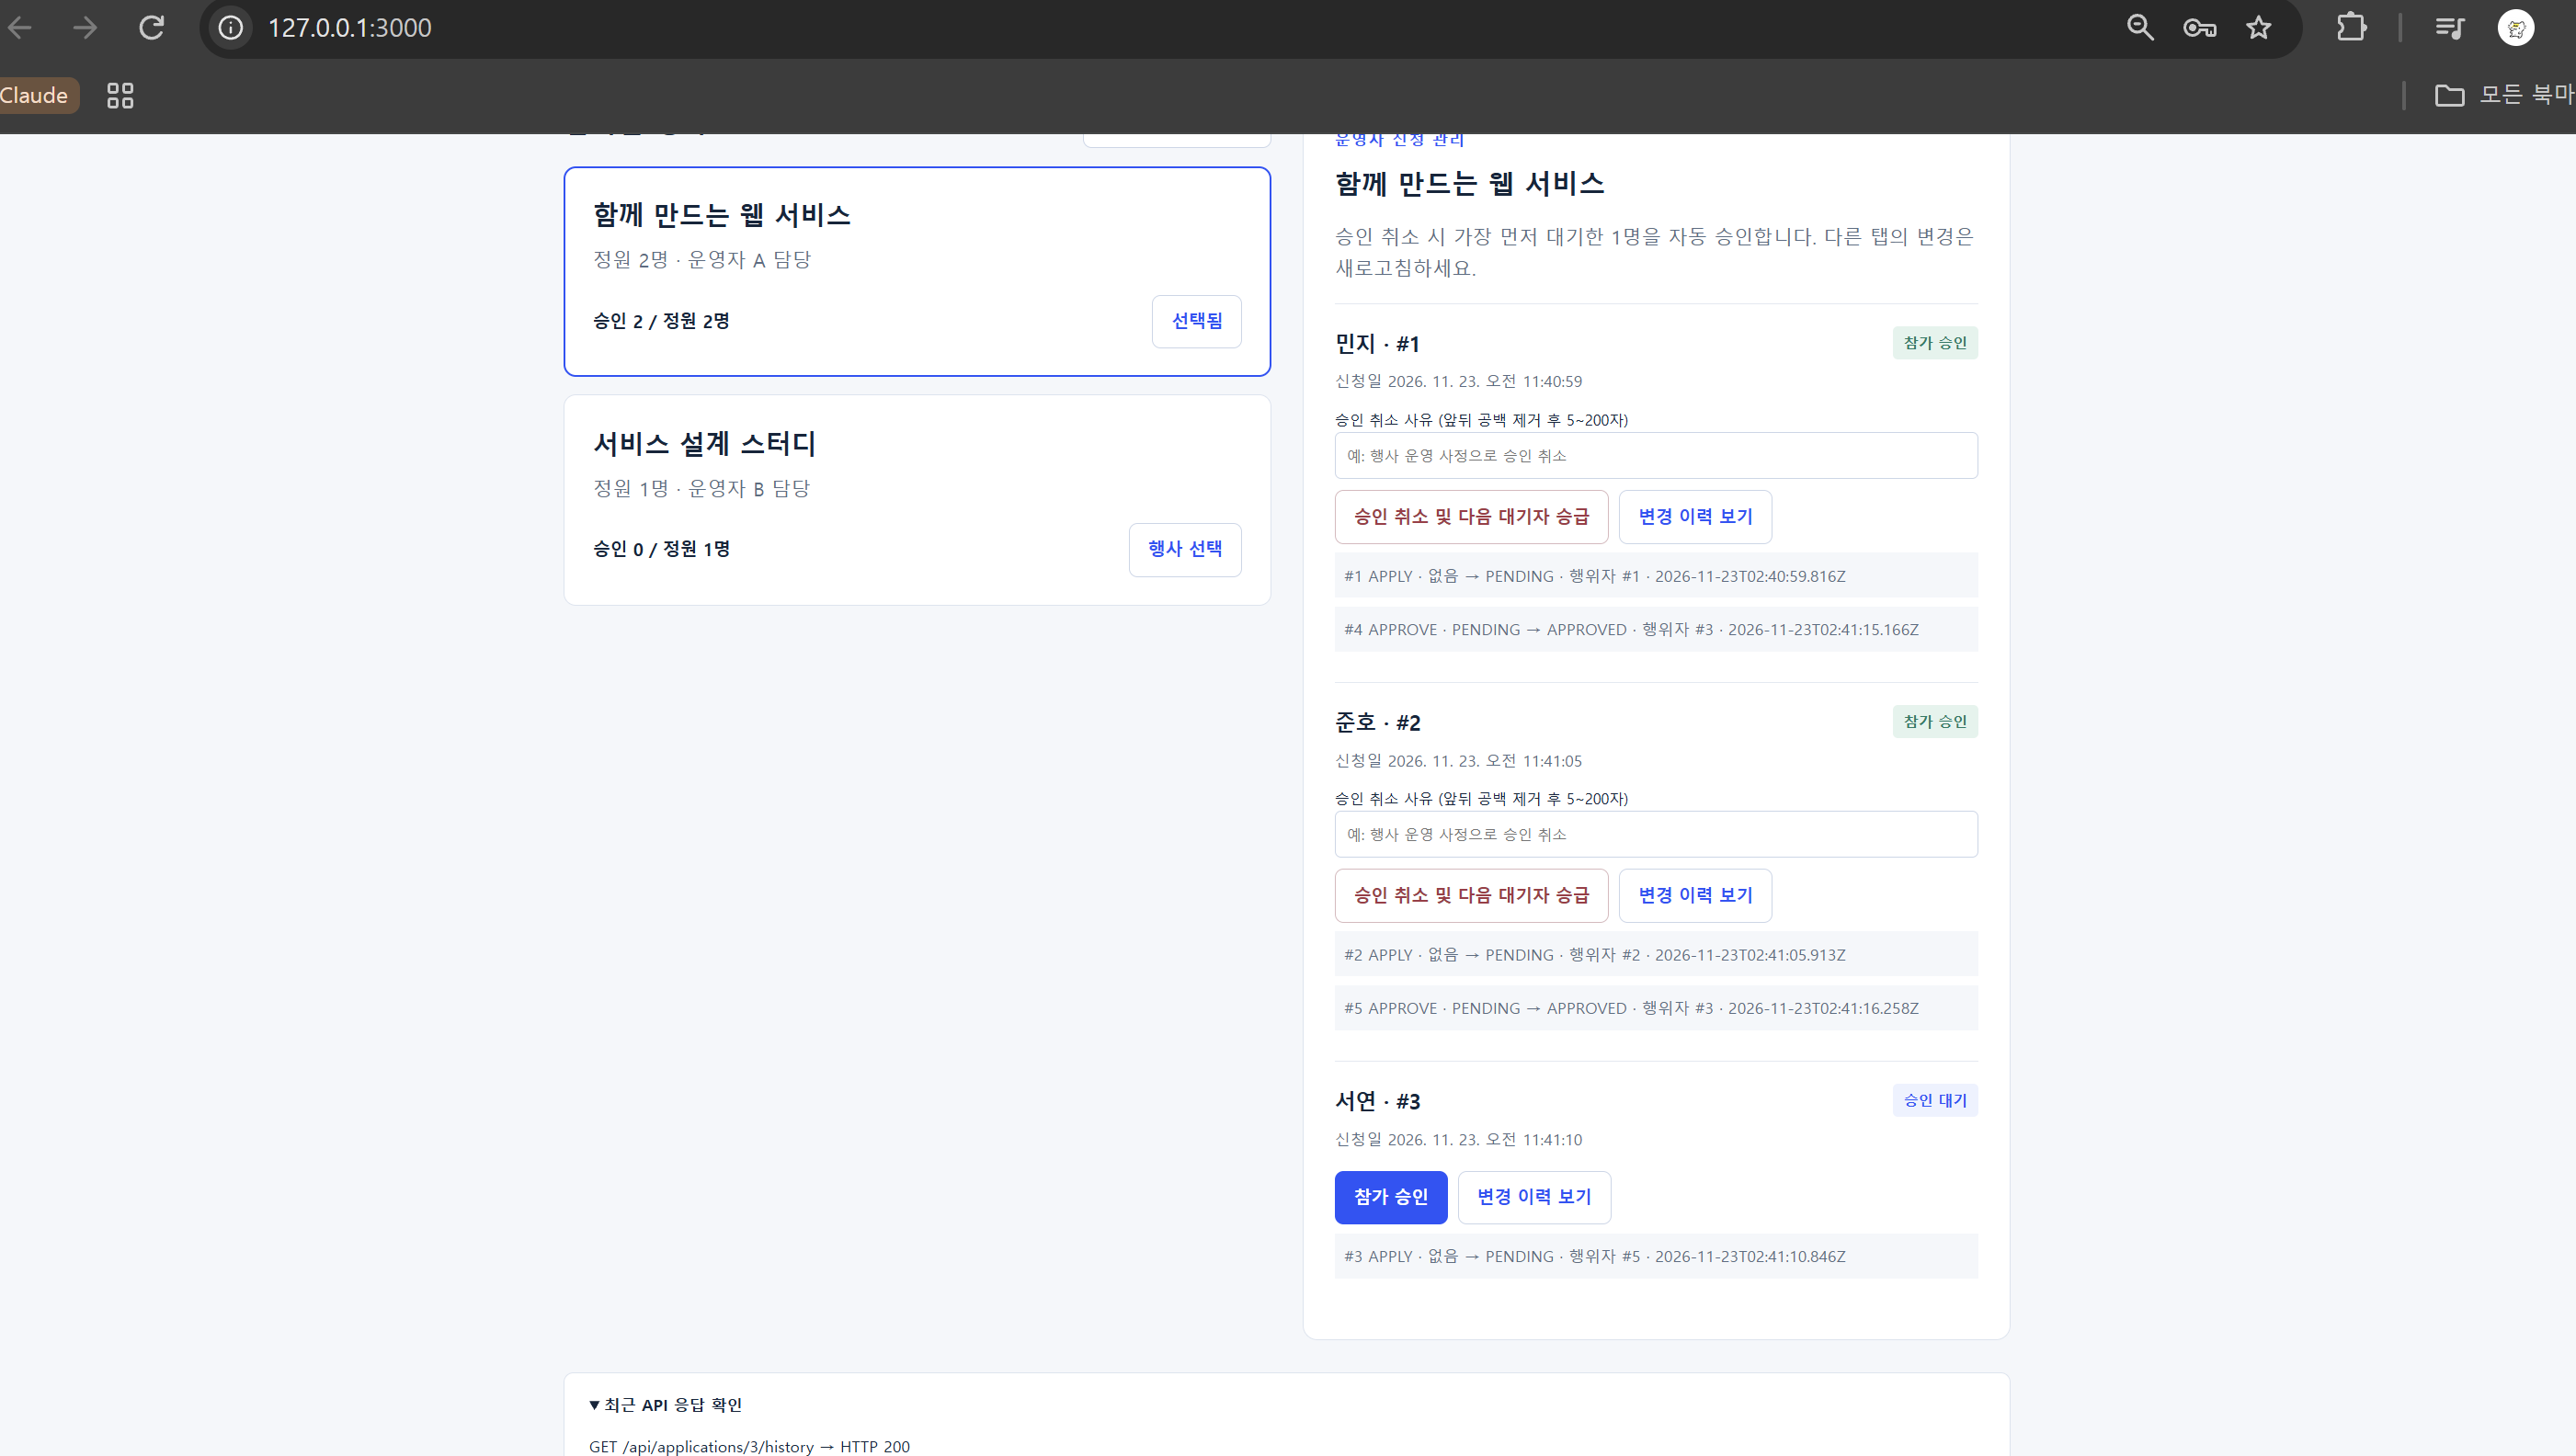 127.0.0.1:3000
Claude
모든 북마
함께 만드는 웹 서비스
정원 2명 · 운영자 A 담당
승인 2 / 정원 2명
선택됨
서비스 설계 스터디
정원 1명 · 운영자 B 담당
승인 0 / 정원 1명
행사 선택
운영자 신청 관리
함께 만드는 웹 서비스
승인 취소 시 가장 먼저 대기한 1명을 자동 승인합니다. 다른 탭의 변경은
새로고침하세요.
민지 · #1
참가 승인
신청일 2026. 11. 23. 오전 11:40:59
승인 취소 사유 (앞뒤 공백 제거 후 5~200자)
예: 행사 운영 사정으로 승인 취소
승인 취소 및 다음 대기자 승급
변경 이력 보기
#1 APPLY · 없음 → PENDING · 행위자 #1 · 2026-11-23T02:40:59.816Z
#4 APPROVE · PENDING → APPROVED · 행위자 #3 · 2026-11-23T02:41:15.166Z
준호 · #2
참가 승인
신청일 2026. 11. 23. 오전 11:41:05
승인 취소 사유 (앞뒤 공백 제거 후 5~200자)
예: 행사 운영 사정으로 승인 취소
승인 취소 및 다음 대기자 승급
변경 이력 보기
#2 APPLY · 없음 → PENDING · 행위자 #2 · 2026-11-23T02:41:05.913Z
#5 APPROVE · PENDING → APPROVED · 행위자 #3 · 2026-11-23T02:41:16.258Z
서연 · #3
승인 대기
신청일 2026. 11. 23. 오전 11:41:10
참가 승인
변경 이력 보기
#3 APPLY · 없음 → PENDING · 행위자 #5 · 2026-11-23T02:41:10.846Z
▼ 최근 API 응답 확인
GET /api/applications/3/history → HTTP 200